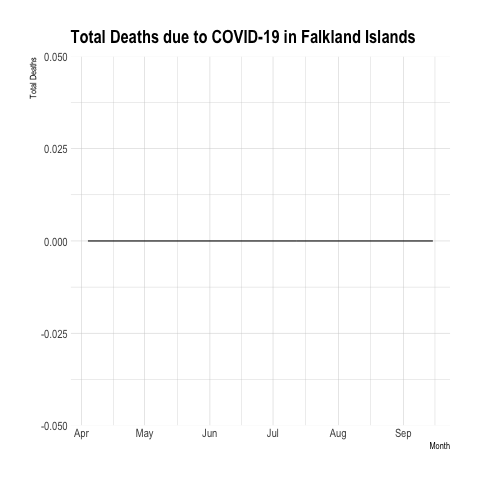 Total Deaths due to COVID-19 in Falkland Islands
Total Deaths
0.050
0.025
0.000
-0.025
-0.050
Apr May Jun Jul Aug Sep
Month